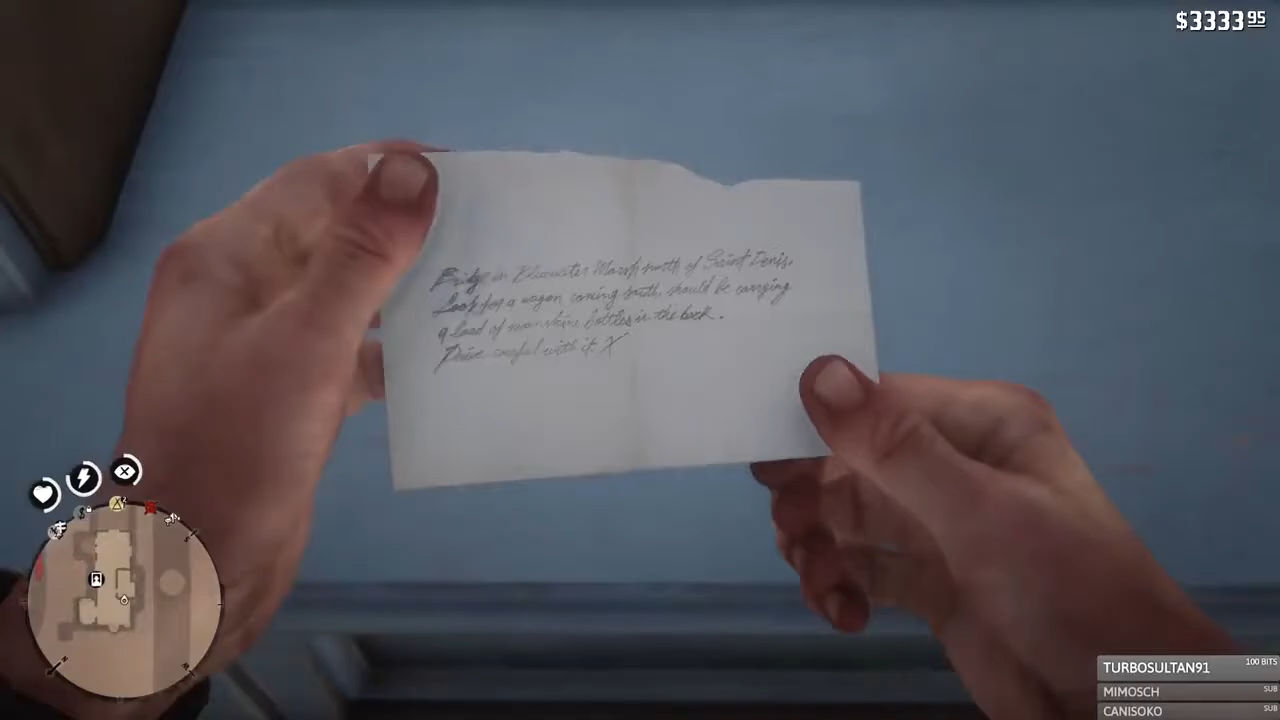 $3333 95
Bridge in Bluewater Marsh north of Saint Denis.
Look for a wagon coming south, should be carrying
a load of moonshine bottles in the back.
Drive careful with it. X
TURBOSULTAN91 100 BITS
MIMOSCH SUB
CANISOKO SUB